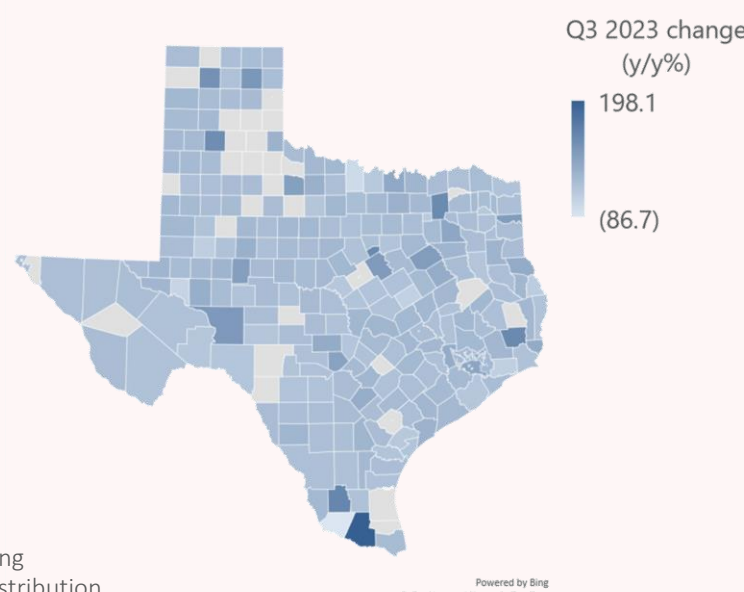 Q3 2023 change
(y/y%)
198.1
(86.7)
ng
stribution
Powered by Bing